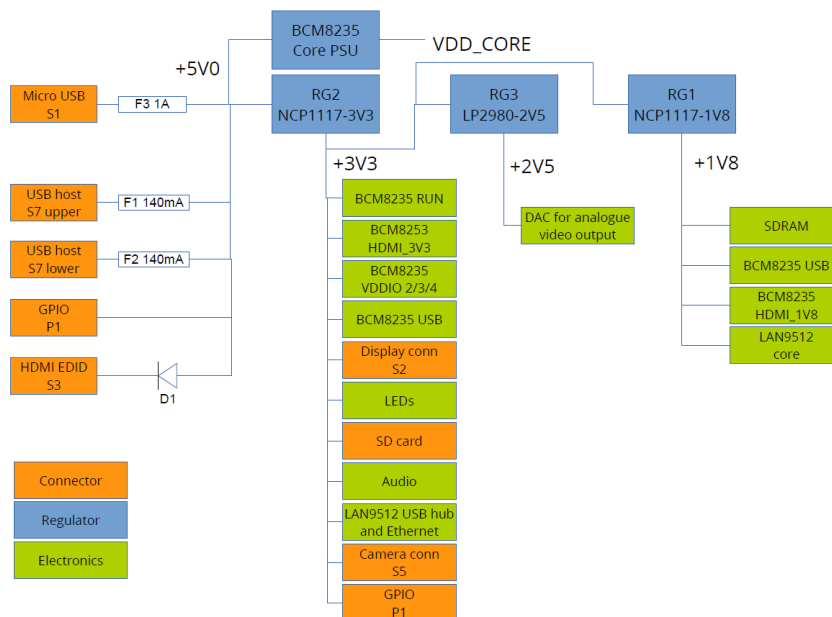 BCM8235
Core PSU
VDD_CORE
+5V0
Micro USB
S1
F3 1A
RG2
NCP1117-3V3
RG3
LP2980-2V5
RG1
NCP1117-1V8
+3V3
+2V5
+1V8
USB host
S7 upper
F1 140mA
USB host
S7 lower
F2 140mA
GPIO
P1
HDMI EDID
S3
D1
BCM8235 RUN
BCM8253
HDMI_3V3
BCM8235
VDDIO 2/3/4
BCM8235 USB
Display conn
S2
LEDs
SD card
Audio
LAN9512 USB hub
and Ethernet
Camera conn
S5
GPIO
P1
DAC for analogue
video output
SDRAM
BCM8235 USB
BCM8235
HDMI_1V8
LAN9512
core
Connector
Regulator
Electronics